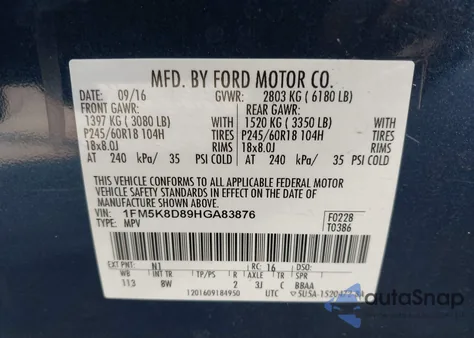 MFD. BY FORD MOTOR CO.
DATE: 09/16 GVWR: 2803 KG ( 6180 LB)
FRONT GAWR: REAR GAWR:
1397 KG ( 3080 LB) WITH 1520 KG ( 3350 LB) WITH
P245/60R18 104H TIRES P245/60R18 104H TIRES
18x8.0J RIMS 18x8.0J RIMS
AT 240 kPa/ 35 PSI COLD AT 240 kPa/ 35 PSI COLD
THIS VEHICLE CONFORMS TO ALL APPLICABLE FEDERAL MOTOR
VEHICLE SAFETY STANDARDS IN EFFECT ON THE DATE OF
MANUFACTURE SHOWN ABOVE.
VIN: 1FM5K8D89HGA83876 F0228
TYPE: MPV T0386
EXT PNT: N1 RC: 16 DSO:
WB INT TR TP/PS R AXLE TR SPR
113 8W 2 3J C BBAA
1201609184950 UTC
autoSnap